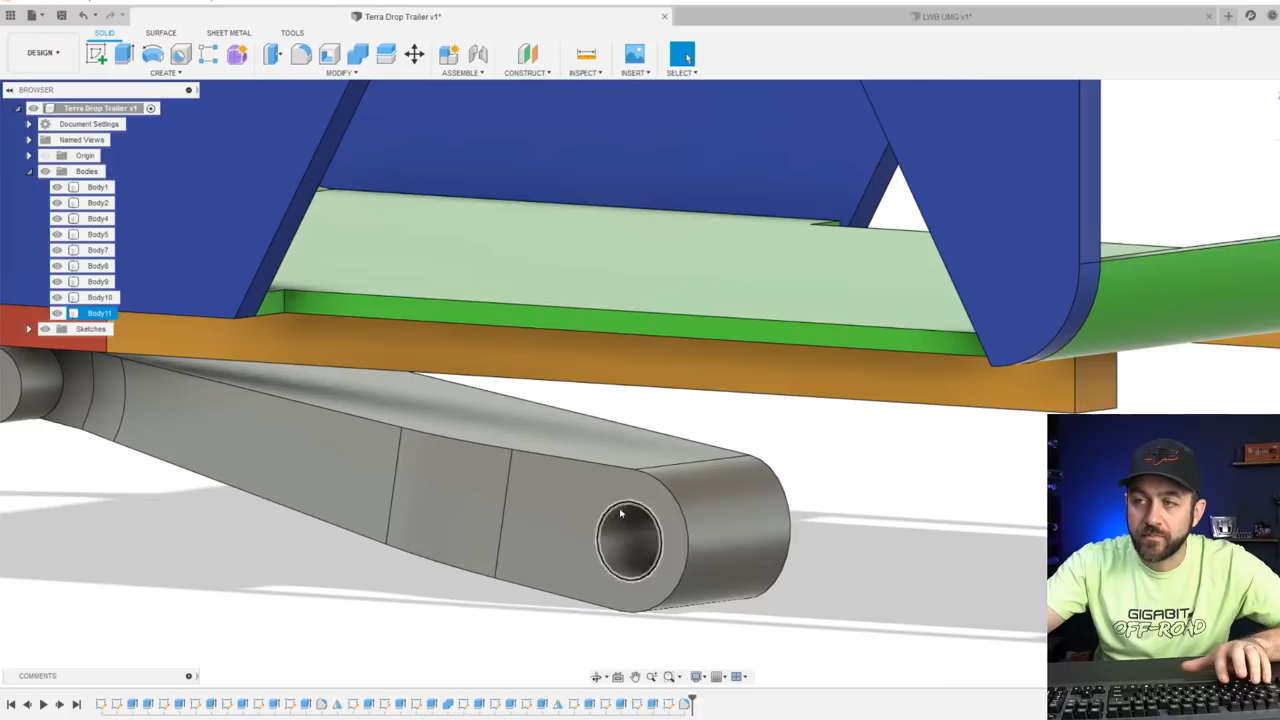 Terra Drop Trailer v1*
LWB UMG v1*
DESIGN
SOLID
SURFACE
SHEET METAL
TOOLS
CREATE
MODIFY
ASSEMBLE
CONSTRUCT
INSPECT
INSERT
SELECT
BROWSER
Terra Drop Trailer v1
Document Settings
Named Views
Origin
Bodies
Body1
Body2
Body4
Body5
Body7
Body8
Body9
Body10
Body11
Sketches
GIGABIT
OFF-ROAD
COMMENTS